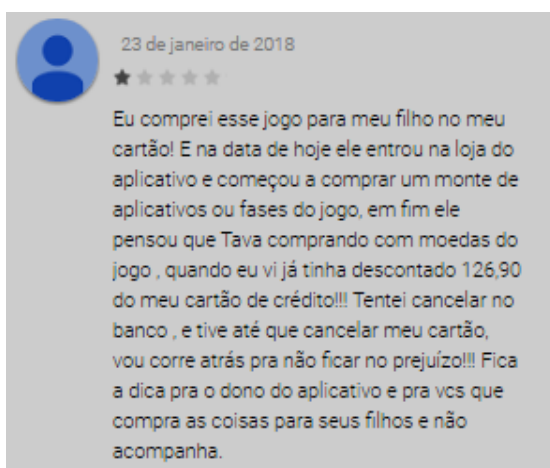 23 de janeiro de 2018
Eu comprei esse jogo para meu filho no meu
cartão! E na data de hoje ele entrou na loja do
aplicativo e começou a comprar um monte de
aplicativos ou fases do jogo, em fim ele
pensou que Tava comprando com moedas do
jogo , quando eu vi já tinha descontado 126,90
do meu cartão de crédito!!! Tentei cancelar no
banco , e tive até que cancelar meu cartão,
vou corre atrás pra não ficar no prejuízo!!! Fica
a dica pra o dono do aplicativo e pra vcs que
compra as coisas para seus filhos e não
acompanha.